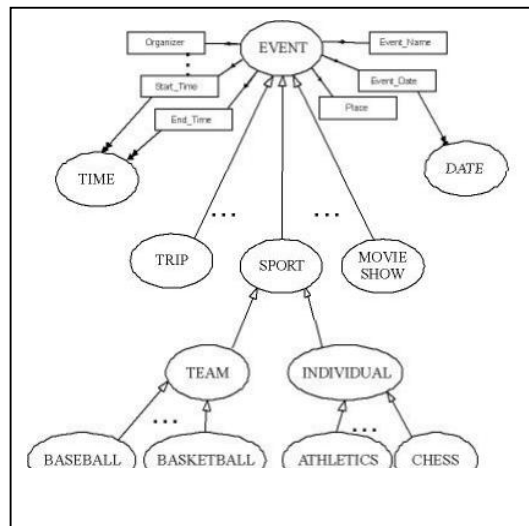 Organizer
EVENT
Event_Name
Start_Time
Event_Date
End_Time
Place
TIME
DATE
TRIP
SPORT
MOVIE
SHOW
TEAM
INDIVIDUAL
BASEBALL
BASKETBALL
ATHLETICS
CHESS